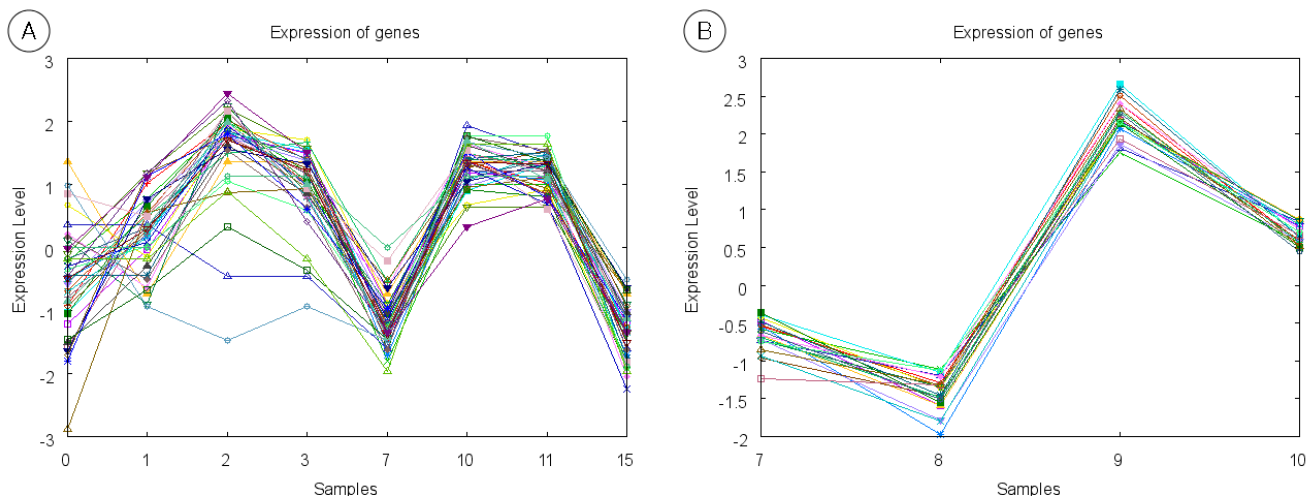 A
Expression of genes
Expression Level
3
2
1
0
-1
-2
-3
0 1 2 3 7 10 11 15
Samples
B
Expression of genes
Expression Level
3
2.5
2
1.5
1
0.5
0
-0.5
-1
-1.5
-2
7 8 9 10
Samples